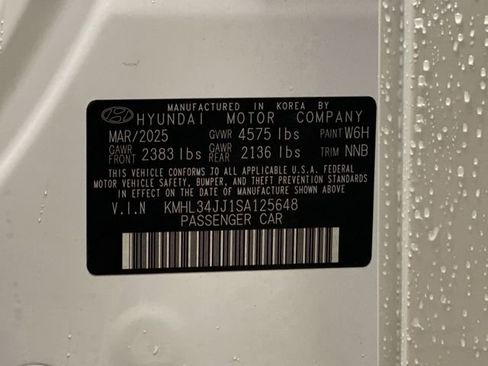 MANUFACTURED IN KOREA BY
HYUNDAI MOTOR COMPANY
MAR/2025 GVWR 4575 lbs PAINT W6H
GAWR FRONT 2383 lbs GAWR REAR 2136 lbs TRIM NNB
THIS VEHICLE CONFORMS TO ALL APPLICABLE U.S.A. FEDERAL
MOTOR VEHICLE SAFETY, BUMPER, AND THEFT PREVENTION STANDARDS
IN EFFECT ON THE DATE OF MANUFACTURE SHOWN ABOVE.
V.I.N KMHL34JJ1SA125648
PASSENGER CAR